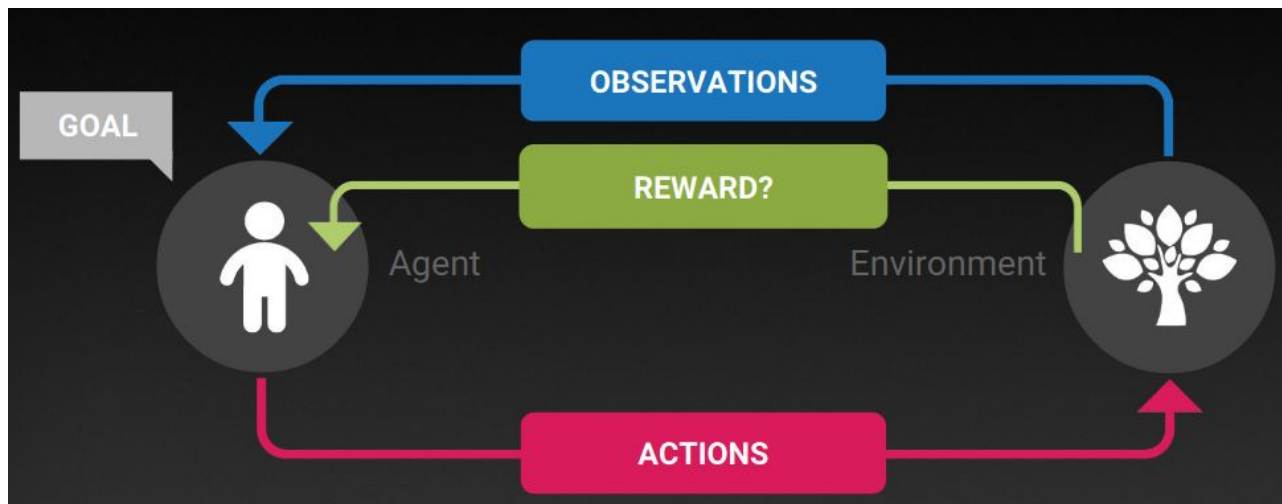 OBSERVATIONS
GOAL
REWARD?
Agent
Environment
ACTIONS